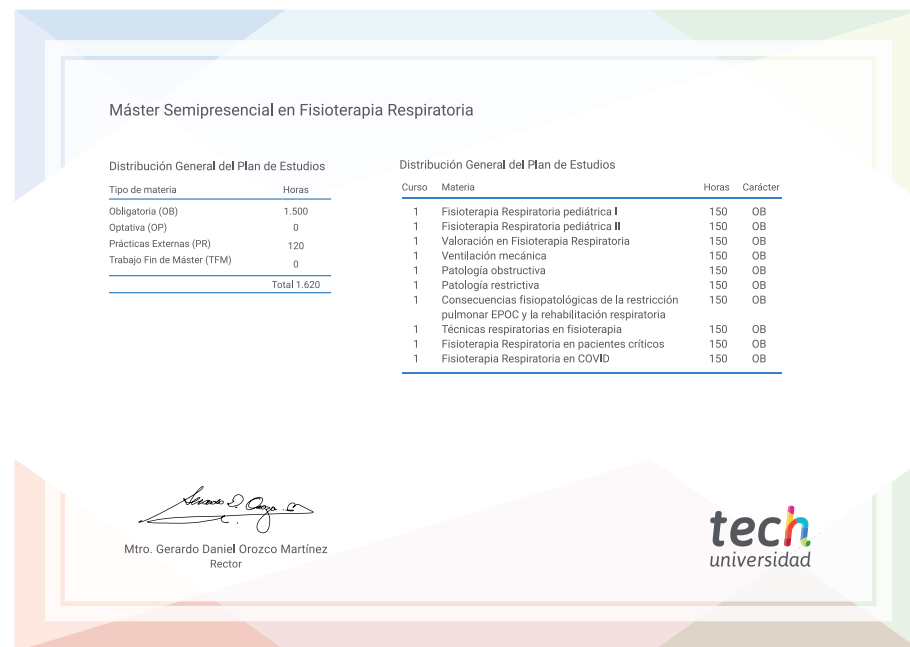 Máster Semipresencial en Fisioterapia Respiratoria
Distribución General del Plan de Estudios
Tipo de materia Horas
Obligatoria (OB) 1.500
Optativa (OP) 0
Prácticas Externas (PR) 120
Trabajo Fin de Máster (TFM) 0
Total 1.620
Distribución General del Plan de Estudios
Curso Materia Horas Carácter
1 Fisioterapia Respiratoria pediátrica I 150 OB
1 Fisioterapia Respiratoria pediátrica II 150 OB
1 Valoración en Fisioterapia Respiratoria 150 OB
1 Ventilación mecánica 150 OB
1 Patología obstructiva 150 OB
1 Patología restrictiva 150 OB
1 Consecuencias fisiopatológicas de la restricción 150 OB
pulmonar EPOC y la rehabilitación respiratoria
1 Técnicas respiratorias en fisioterapia 150 OB
1 Fisioterapia Respiratoria en pacientes críticos 150 OB
1 Fisioterapia Respiratoria en COVID 150 OB
Mtro. Gerardo Daniel Orozco Martínez
Rector
tech
universidad